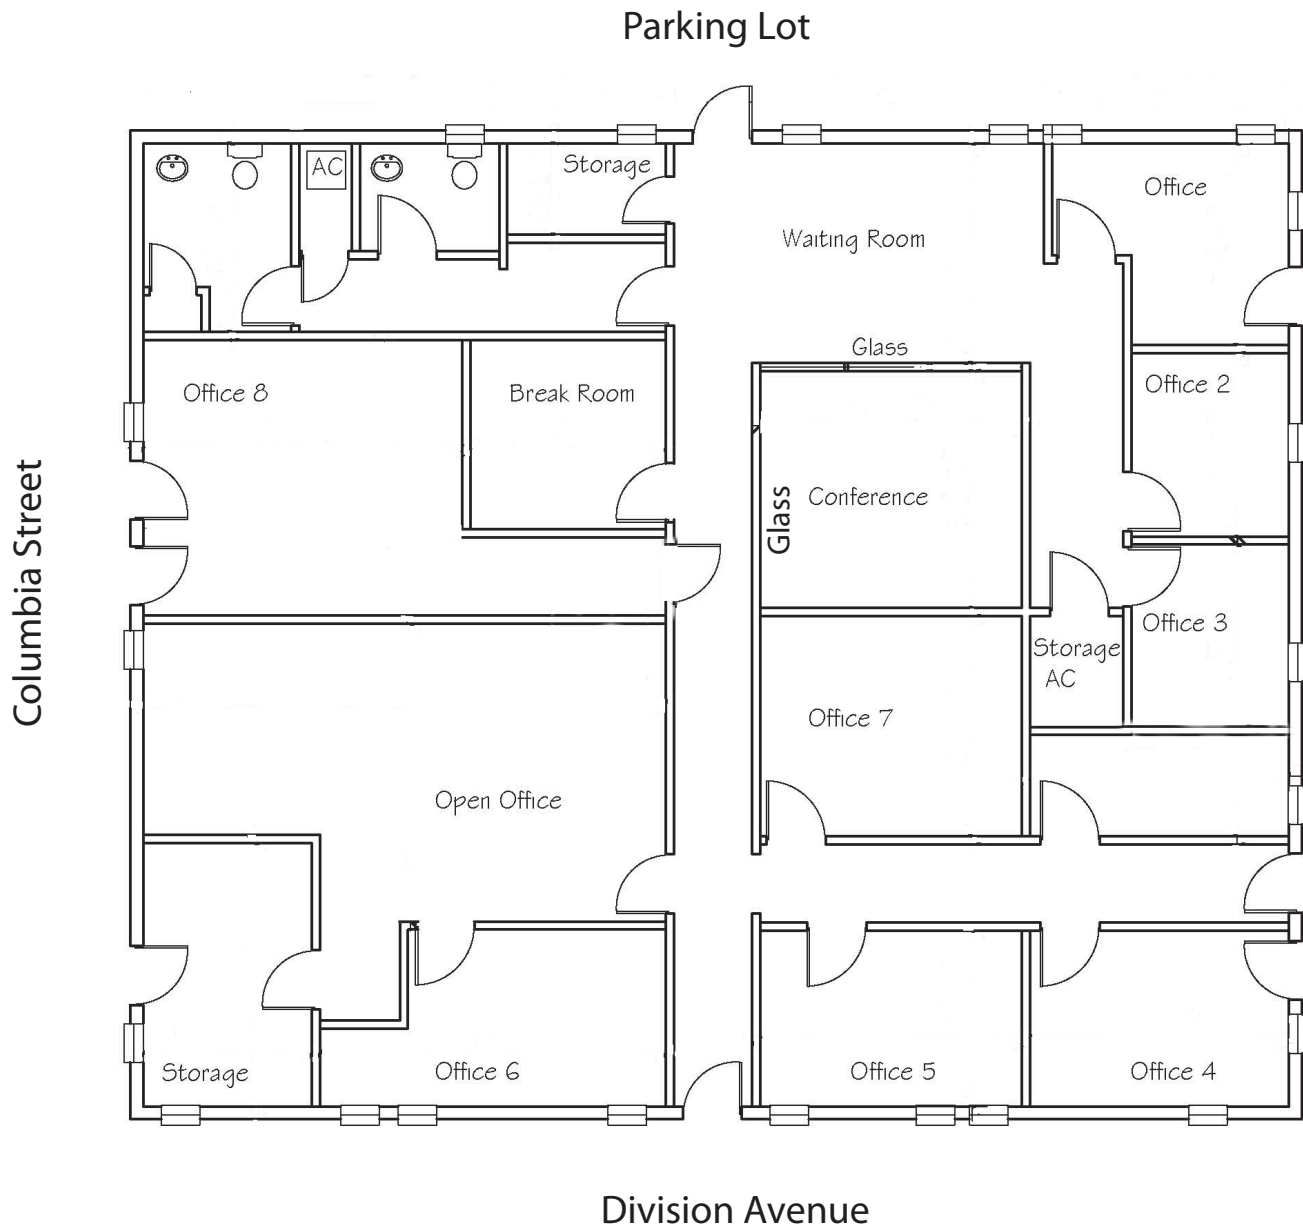 Parking Lot
AC
Storage
Office
Waiting Room
Glass
Office 8
Break Room
Office 2
Columbia Street
Glass
Conference
Office 3
Storage
AC
Office 7
Open Office
Storage
Office 6
Office 5
Office 4
Division Avenue